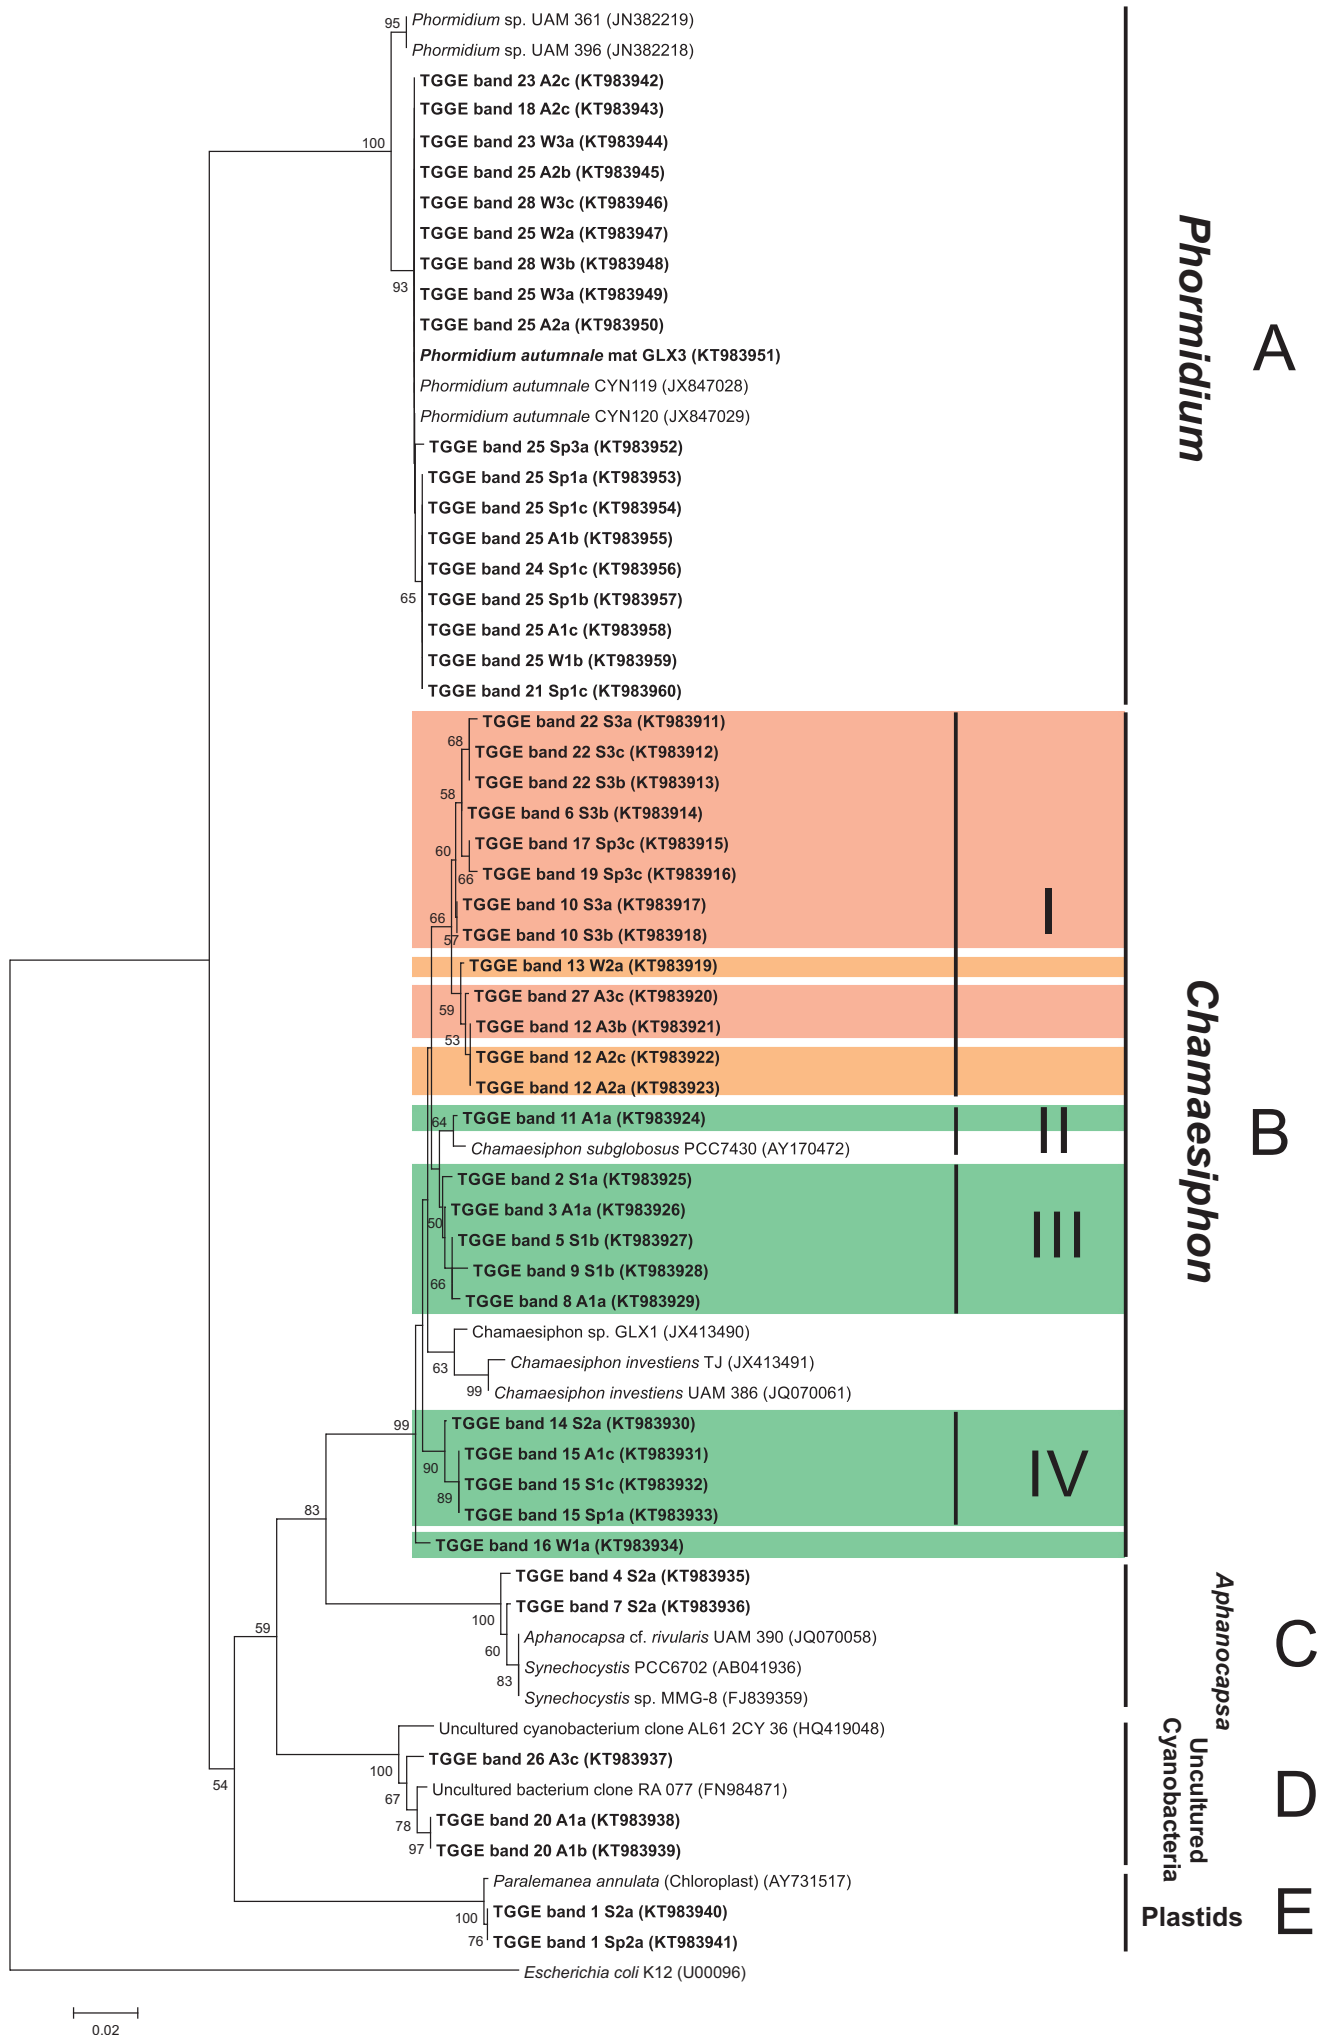 95
Phormidium sp. UAM 361 (JN382219)
Phormidium sp. UAM 396 (JN382218)
TGGE band 23 A2c (KT983942)
TGGE band 18 A2c (KT983943)
TGGE band 23 W3a (KT983944)
100
TGGE band 25 A2b (KT983945)
TGGE band 28 W3c (KT983946)
TGGE band 25 W2a (KT983947)
TGGE band 28 W3b (KT983948)
93
TGGE band 25 W3a (KT983949)
TGGE band 25 A2a (KT983950)
Phormidium autumnale mat GLX3 (KT983951)
Phormidium autumnale CYN119 (JX847028)
Phormidium autumnale CYN120 (JX847029)
TGGE band 25 Sp3a (KT983952)
TGGE band 25 Sp1a (KT983953)
TGGE band 25 Sp1c (KT983954)
TGGE band 25 A1b (KT983955)
TGGE band 24 Sp1c (KT983956)
65
TGGE band 25 Sp1b (KT983957)
TGGE band 25 A1c (KT983958)
TGGE band 25 W1b (KT983959)
TGGE band 21 Sp1c (KT983960)
Phormidium
A
TGGE band 22 S3a (KT983911)
68
TGGE band 22 S3c (KT983912)
TGGE band 22 S3b (KT983913)
58
TGGE band 6 S3b (KT983914)
TGGE band 17 Sp3c (KT983915)
60
TGGE band 19 Sp3c (KT983916)
66
TGGE band 10 S3a (KT983917)
66
TGGE band 10 S3b (KT983918)
57
I
TGGE band 13 W2a (KT983919)
TGGE band 27 A3c (KT983920)
59
TGGE band 12 A3b (KT983921)
53
TGGE band 12 A2c (KT983922)
TGGE band 12 A2a (KT983923)
TGGE band 11 A1a (KT983924)
64
Chamaesiphon subglobosus PCC7430 (AY170472)
II
TGGE band 2 S1a (KT983925)
TGGE band 3 A1a (KT983926)
50
TGGE band 5 S1b (KT983927)
TGGE band 9 S1b (KT983928)
66
TGGE band 8 A1a (KT983929)
III
Chamaesiphon sp. GLX1 (JX413490)
63
Chamaesiphon investiens TJ (JX413491)
99
Chamaesiphon investiens UAM 386 (JQ070061)
99
TGGE band 14 S2a (KT983930)
TGGE band 15 A1c (KT983931)
90
TGGE band 15 S1c (KT983932)
89
TGGE band 15 Sp1a (KT983933)
IV
83
TGGE band 16 W1a (KT983934)
Chamaesiphon
B
TGGE band 4 S2a (KT983935)
TGGE band 7 S2a (KT983936)
100
59
Aphanocapsa cf. rivularis UAM 390 (JQ070058)
60
Synechocystis PCC6702 (AB041936)
83
Synechocystis sp. MMG-8 (FJ839359)
Aphanocapsa
C
Uncultured cyanobacterium clone AL61 2CY 36 (HQ419048)
TGGE band 26 A3c (KT983937)
100
54
Uncultured bacterium clone RA 077 (FN984871)
67
TGGE band 20 A1a (KT983938)
78
TGGE band 20 A1b (KT983939)
97
Uncultured
Cyanobacteria
D
Paralemanea annulata (Chloroplast) (AY731517)
TGGE band 1 S2a (KT983940)
100
TGGE band 1 Sp2a (KT983941)
76
Plastids
E
Escherichia coli K12 (U00096)
0.02